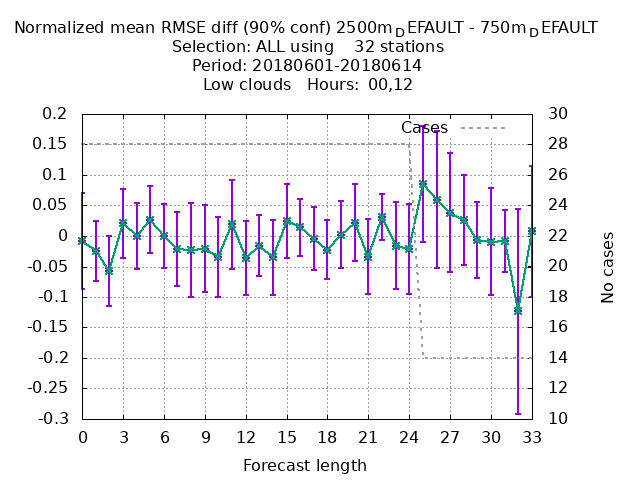 Normalized mean RMSE diff (90% conf) 2500m_DEFAULT - 750m_DEFAULT
Selection: ALL using    32 stations
Period: 20180601-20180614
Low clouds   Hours:  00,12
Cases
0.2
0.15
0.1
0.05
0
-0.05
-0.1
-0.15
-0.2
-0.25
-0.3
30
28
26
24
22
20
18
16
14
12
10
No cases
0 3 6 9 12 15 18 21 24 27 30 33
Forecast length